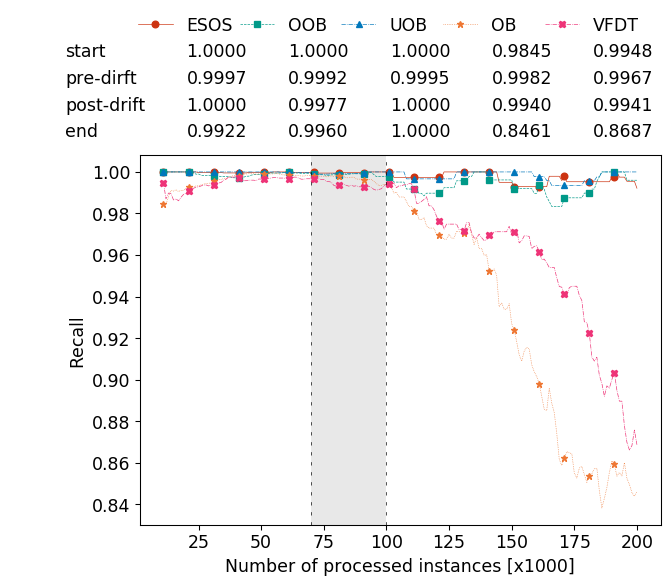 ESOS OOB UOB OB VFDT
start 1.0000 1.0000 1.0000 0.9845 0.9948
pre-dirft 0.9997 0.9992 0.9995 0.9982 0.9967
post-drift 1.0000 0.9977 1.0000 0.9940 0.9941
end 0.9922 0.9960 1.0000 0.8461 0.8687
1.00
0.98
0.96
0.94
0.92
0.90
0.88
0.86
0.84
Recall
25 50 75 100 125 150 175 200
Number of processed instances [x1000]